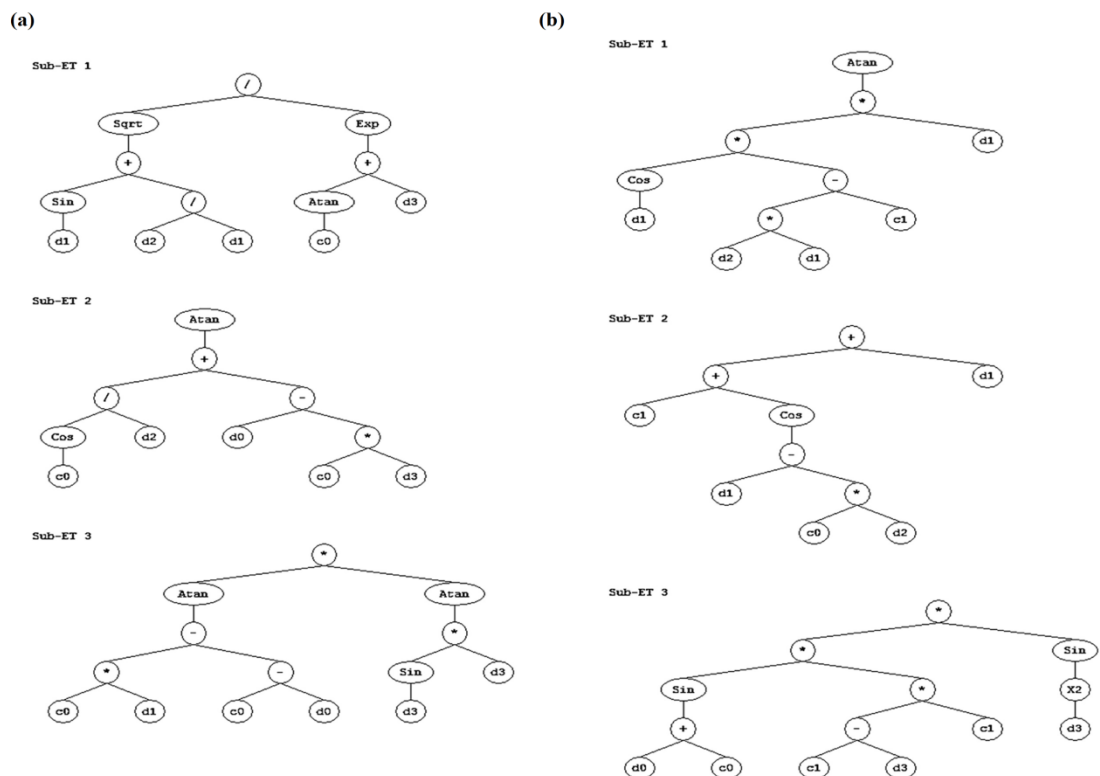 (a)
Sub-ET 1
/
Sqrt Exp
+ +
Sin / Atan d3
d1 d2 d1 c0
Sub-ET 2
Atan
+
/ -
Cos d2 d0 *
c0 c0 d3
Sub-ET 3
*
Atan Atan
- *
* - Sin d3
c0 d1 c0 d0 d3
(b)
Sub-ET 1
Atan
*
* d1
Cos -
d1 * c1
d2 d1
Sub-ET 2
+
+ d1
c1 Cos
-
d1 *
c0 d2
Sub-ET 3
*
* Sin
Sin * X2
+ - c1 d3
d0 c0 c1 d3